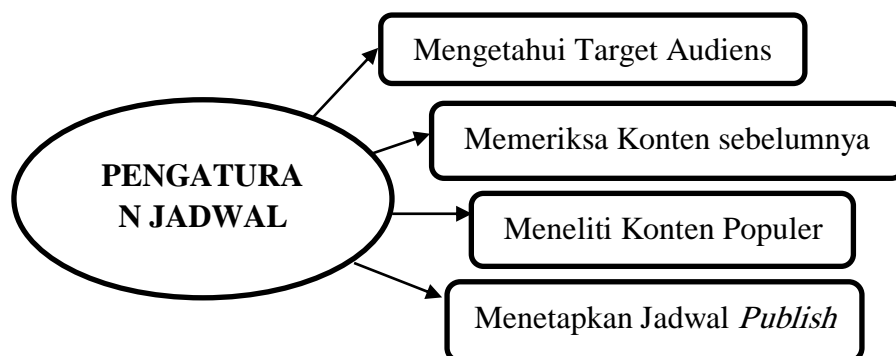 Mengetahui Target Audiens
Memeriksa Konten sebelumnya
PENGATURA
N JADWAL
Meneliti Konten Populer
Menetapkan Jadwal Publish